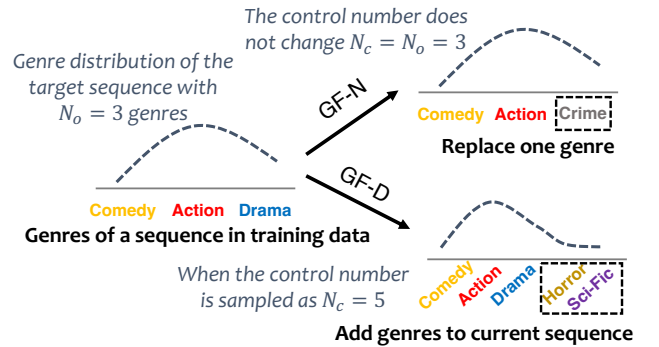 The control number does
not change N_c = N_o = 3
Genre distribution of the
target sequence with
N_o = 3 genres
GF-N
Comedy Action Crime
Replace one genre
Comedy Action Drama
Genres of a sequence in training data
GF-D
When the control number
is sampled as N_c = 5
Comedy Action Drama Horror Sci-Fic
Add genres to current sequence